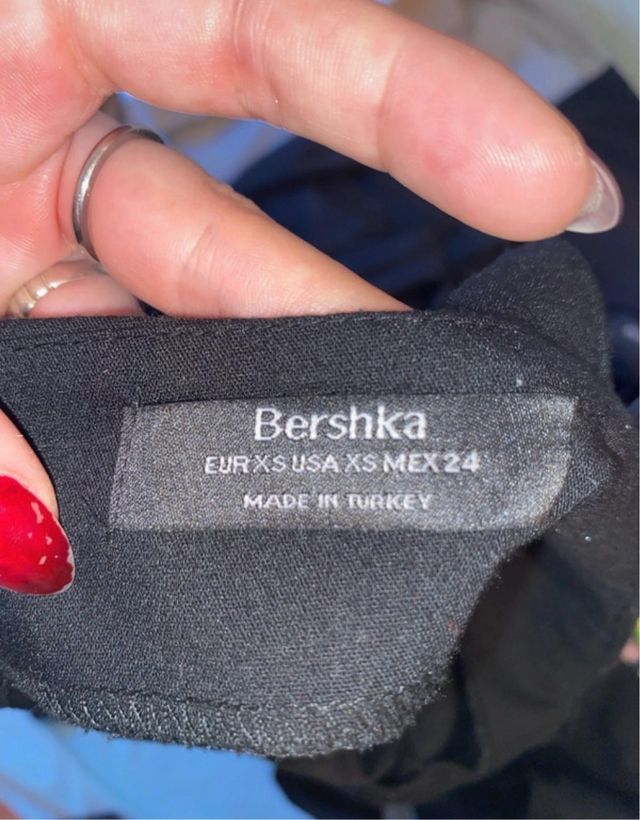 Bershka
EUR XS USA XS MEX 24
MADE IN TURKEY